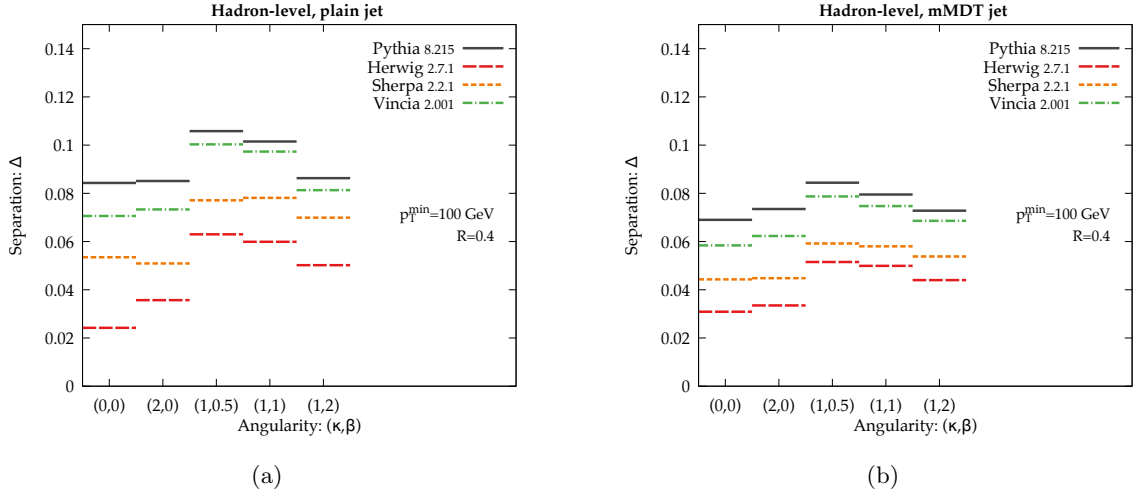 Hadron-level, plain jet
Separation: Δ
0.14
0.12
0.1
0.08
0.06
0.04
0.02
0
Pythia 8.215
Herwig 2.7.1
Sherpa 2.2.1
Vincia 2.001
p_T^min=100 GeV
R=0.4
(0,0) (2,0) (1,0.5) (1,1) (1,2)
Angularity: (κ,β)
(a)
Hadron-level, mMDT jet
Separation: Δ
0.14
0.12
0.1
0.08
0.06
0.04
0.02
0
Pythia 8.215
Herwig 2.7.1
Sherpa 2.2.1
Vincia 2.001
p_T^min=100 GeV
R=0.4
(0,0) (2,0) (1,0.5) (1,1) (1,2)
Angularity: (κ,β)
(b)